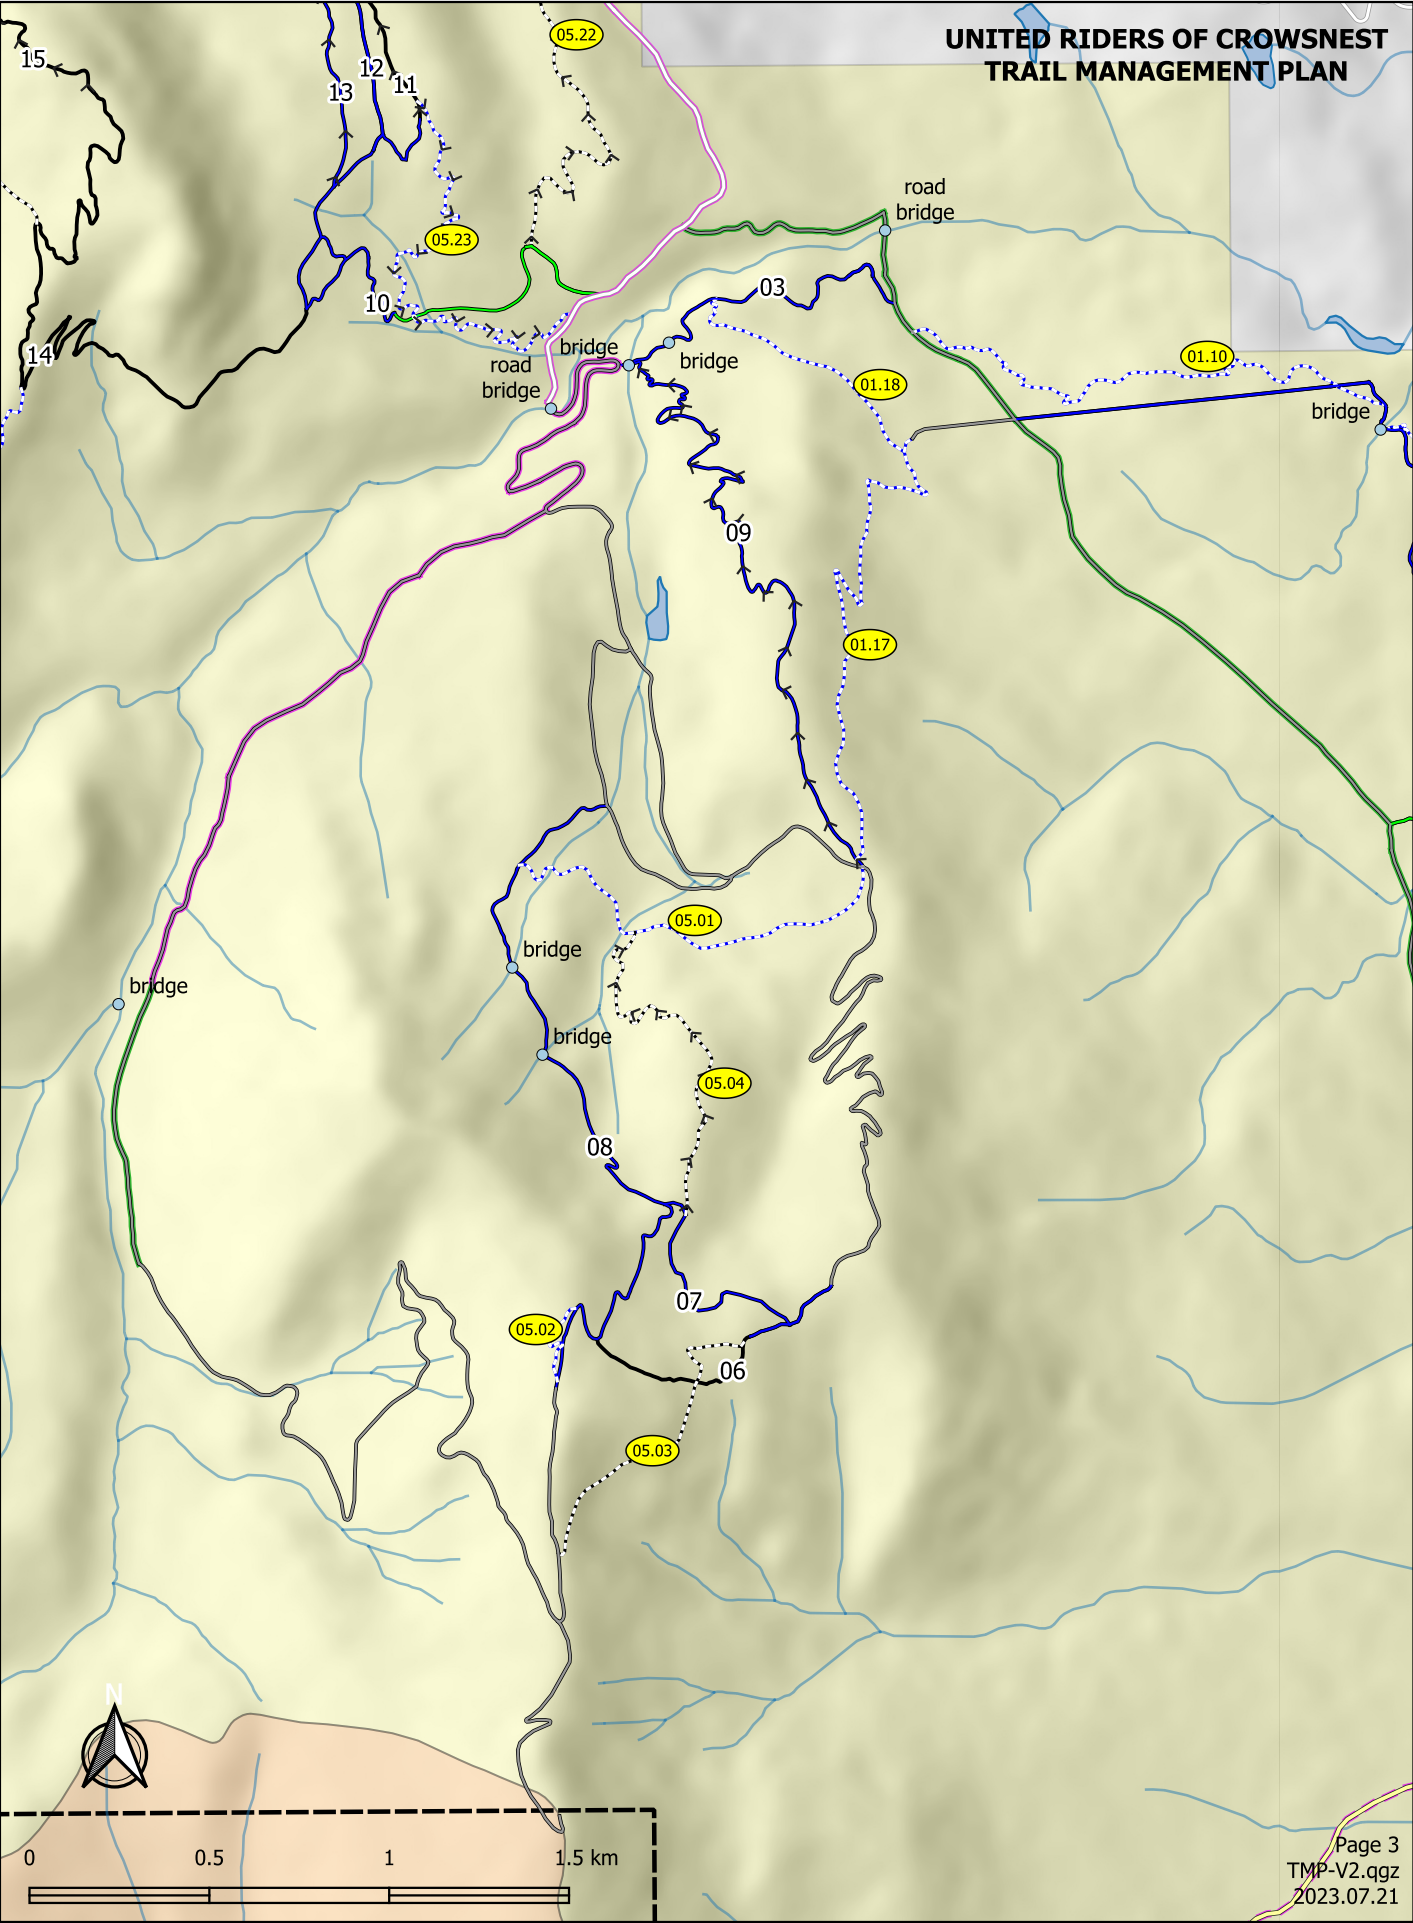 UNITED RIDERS OF CROWSNEST
TRAIL MANAGEMENT PLAN
05.22
15
12
13
11
road
bridge
05.23
10
03
14
bridge
bridge
road
bridge
01.18
01.10
bridge
09
01.17
05.01
bridge
bridge
bridge
05.04
08
07
05.02
06
05.03
N
0
0.5
1
1.5 km
Page 3
TMP-V2.qgz
2023.07.21